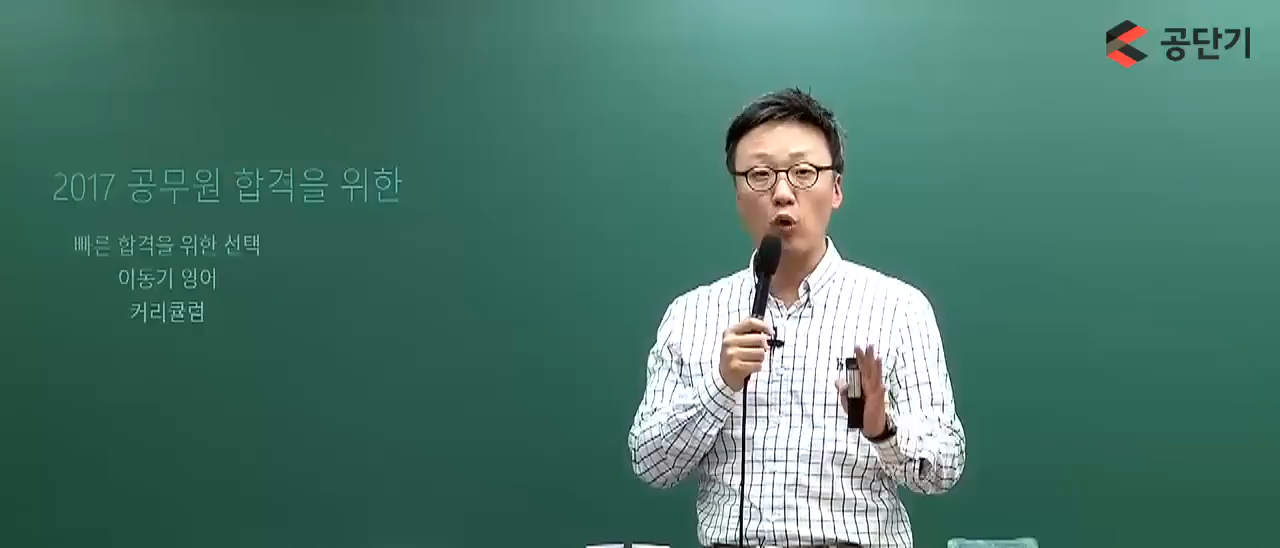 공단기
2017 공무원 합격을 위한
빠른 합격을 위한 선택
이동기 영어
커리큘럼